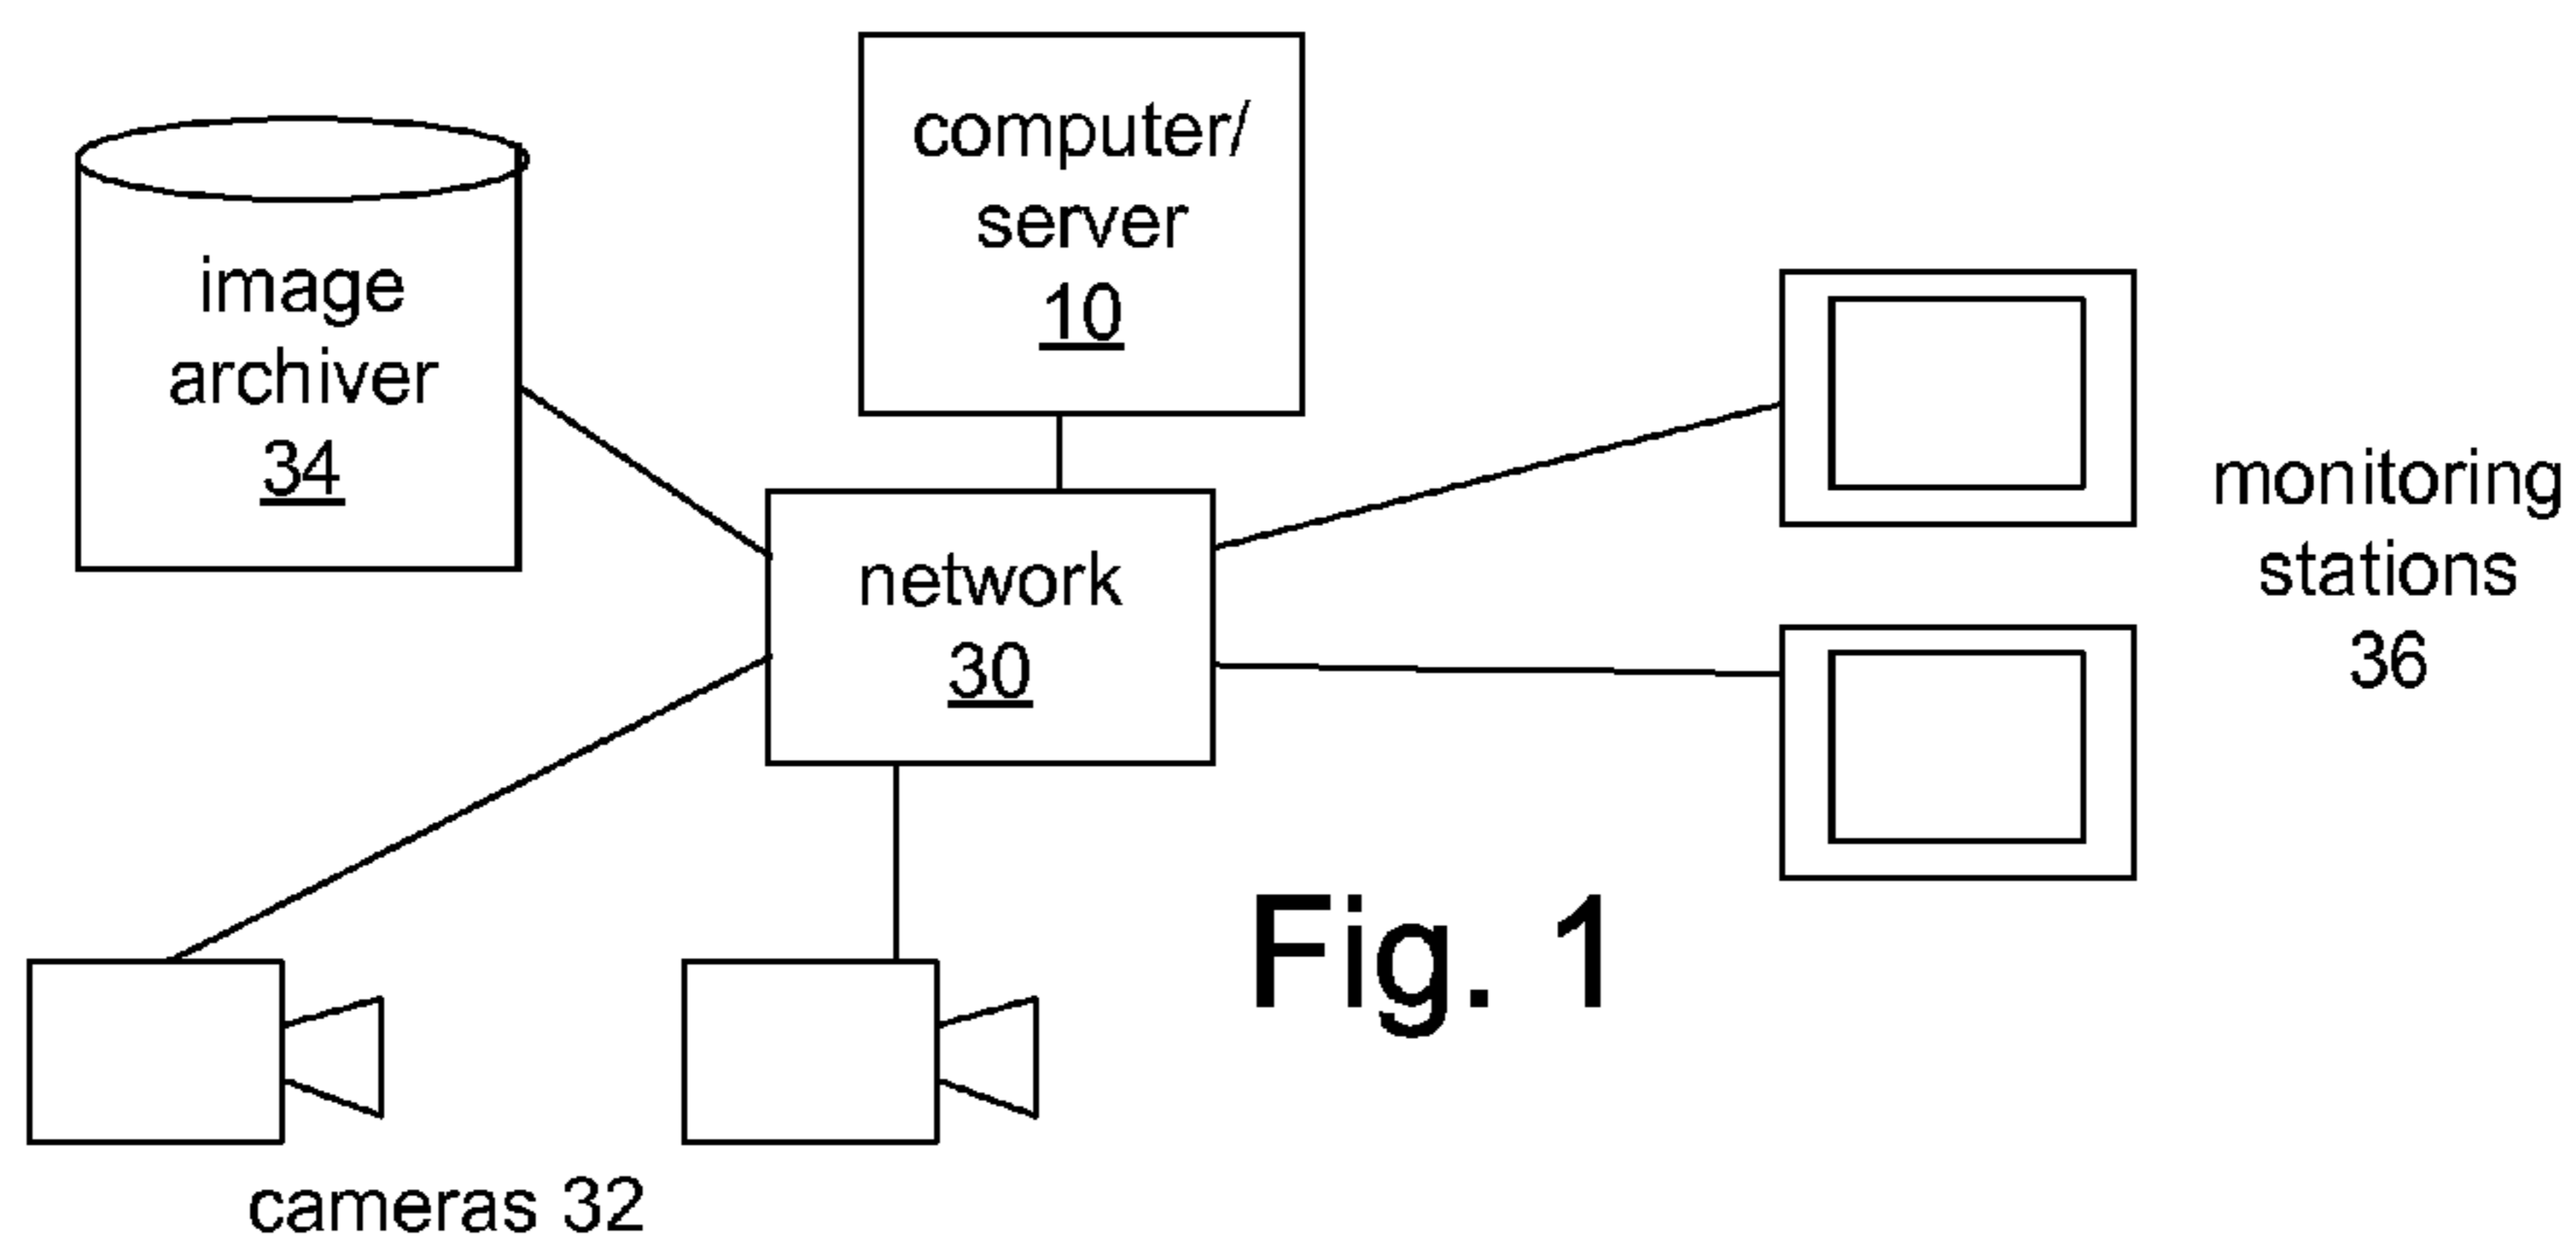 computer/
server
10
image
archiver
34
monitoring
stations
36
network
30
Fig. 1
cameras 32